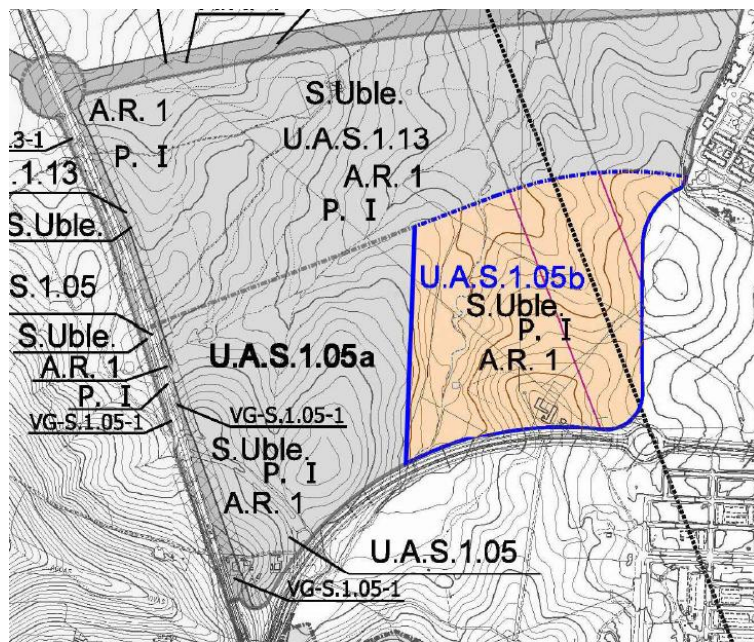 A.R. 1
P. I
S.Uble.
U.A.S.1.13
A.R. 1
P. I
.3-1
.1.13
S.Uble.
S.1.05
S.Uble.
A.R. 1
P. I
VG-S.1.05-1
U.A.S.1.05a
VG-S.1.05-1
S.Uble.
P. I
A.R. 1
U.A.S.1.05b
S.Uble.
P. I
A.R. 1
U.A.S.1.05
VG-S.1.05-1